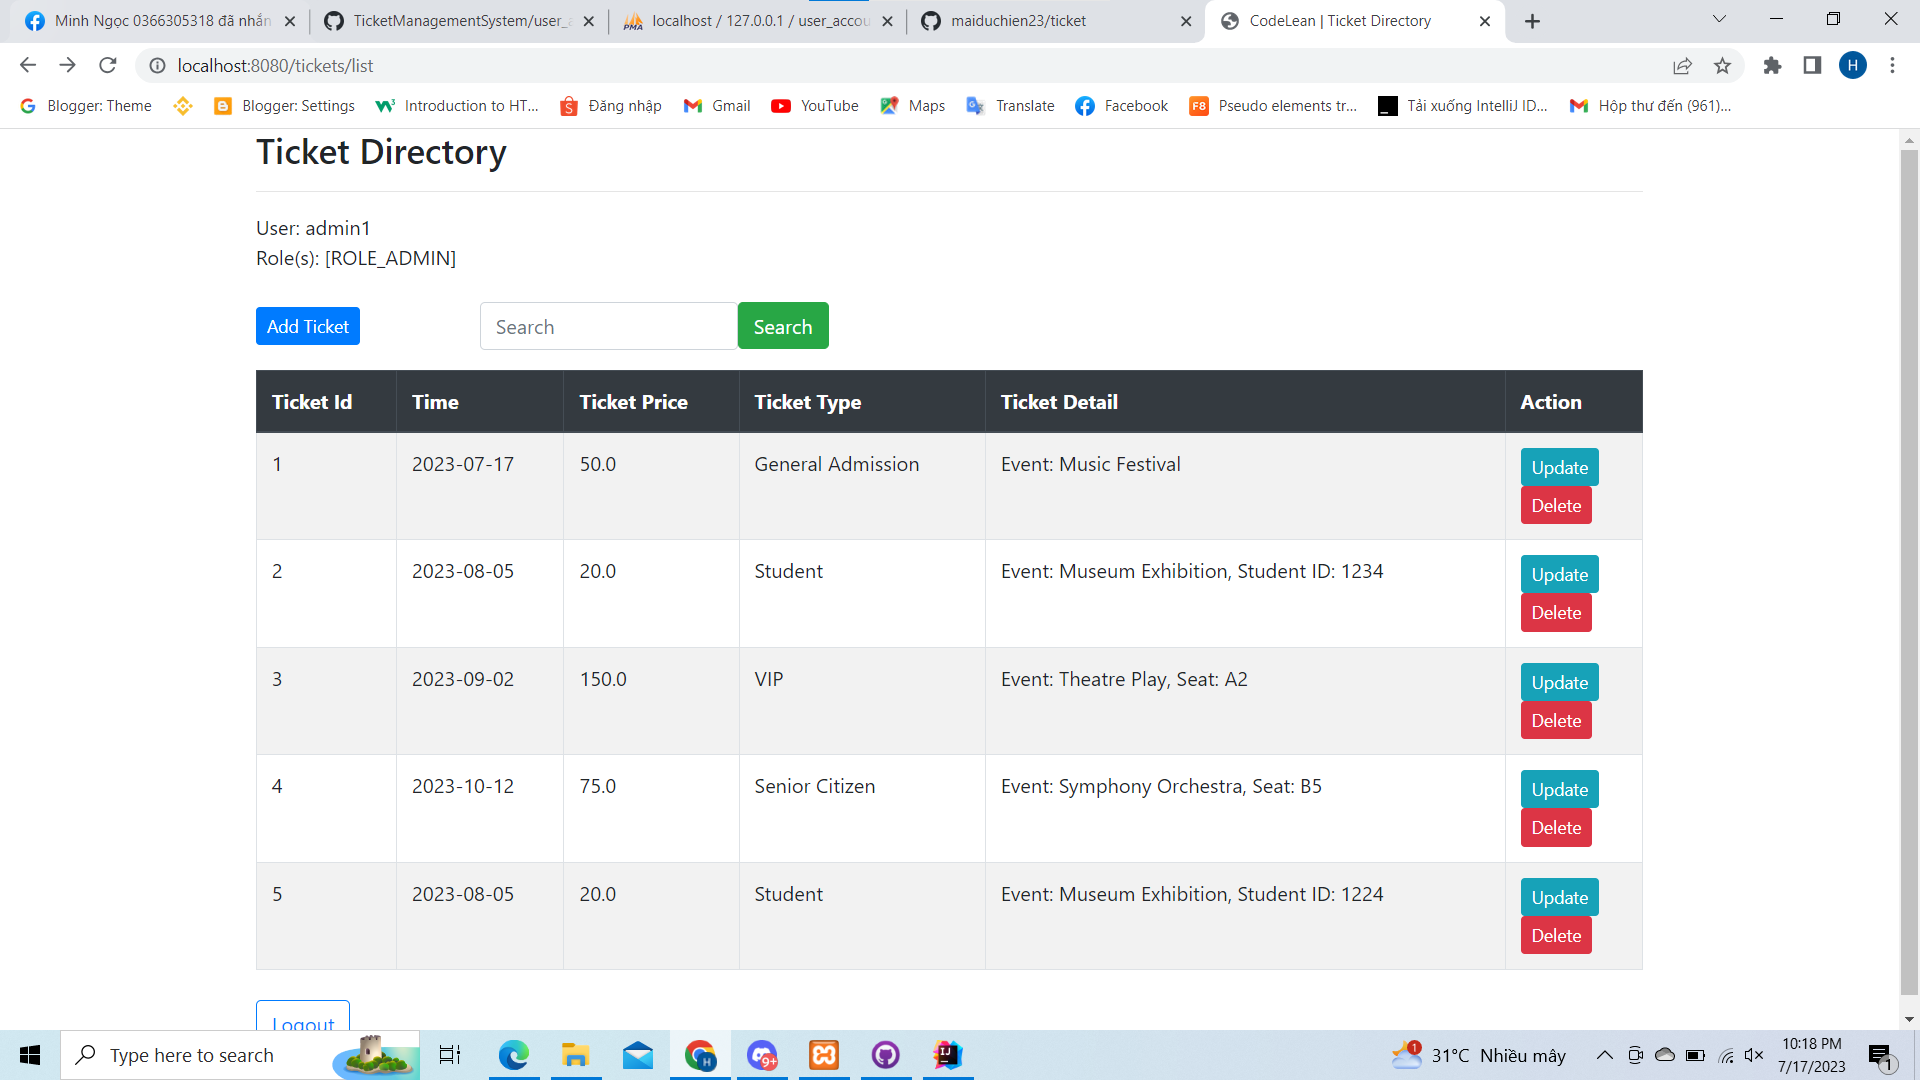 Minh Ngọc 0366305318 đã nhắn
TicketManagementSystem/user_a
localhost / 127.0.0.1 / user_accou
maiduchien23/ticket
CodeLean | Ticket Directory
localhost:8080/tickets/list
H
Blogger: Theme
Blogger: Settings
Introduction to HT...
Đăng nhập
Gmail
YouTube
Maps
Translate
Facebook
F8
Pseudo elements tr...
Tải xuống IntelliJ ID...
Hộp thư đến (961)...
Ticket Directory
User: admin1
Role(s): [ROLE_ADMIN]
Add Ticket
Search
Search
Ticket Id Time Ticket Price Ticket Type Ticket Detail Action
1 2023-07-17 50.0 General Admission Event: Music Festival Update
Delete
2 2023-08-05 20.0 Student Event: Museum Exhibition, Student ID: 1234 Update
Delete
3 2023-09-02 150.0 VIP Event: Theatre Play, Seat: A2 Update
Delete
4 2023-10-12 75.0 Senior Citizen Event: Symphony Orchestra, Seat: B5 Update
Delete
5 2023-08-05 20.0 Student Event: Museum Exhibition, Student ID: 1224 Update
Delete
Logout
Type here to search
H
9+
IJ
1
31°C Nhiều mây
10:18 PM
7/17/2023
1